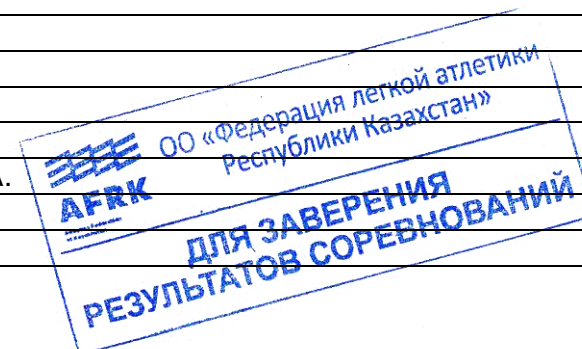 ОО «Федерация легкой атлетики
Республики Казахстан»
AFRK
ДЛЯ ЗАВЕРЕНИЯ
РЕЗУЛЬТАТОВ СОРЕВНОВАНИЙ